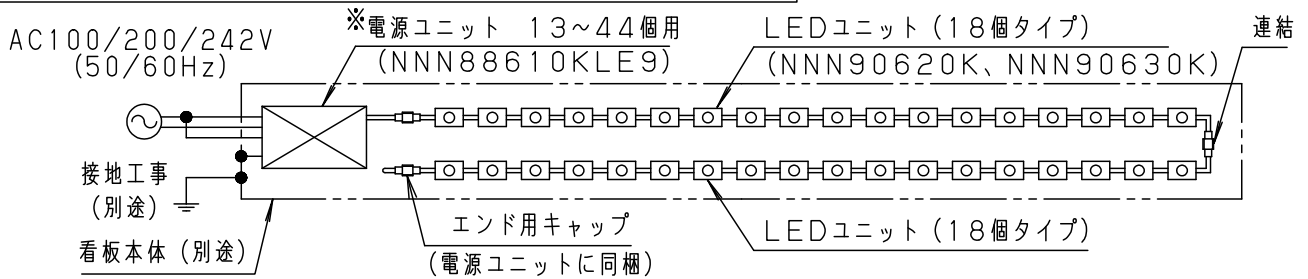 AC100/200/242V
(50/60Hz)
※電源ユニット 13~44個用
(NNN88610KLE9)
LEDユニット(18個タイプ)
(NNN90620K、NNN90630K)
連結
接地工事
(別途)
看板本体(別途)
エンド用キャップ
(電源ユニットに同梱)
LEDユニット(18個タイプ)